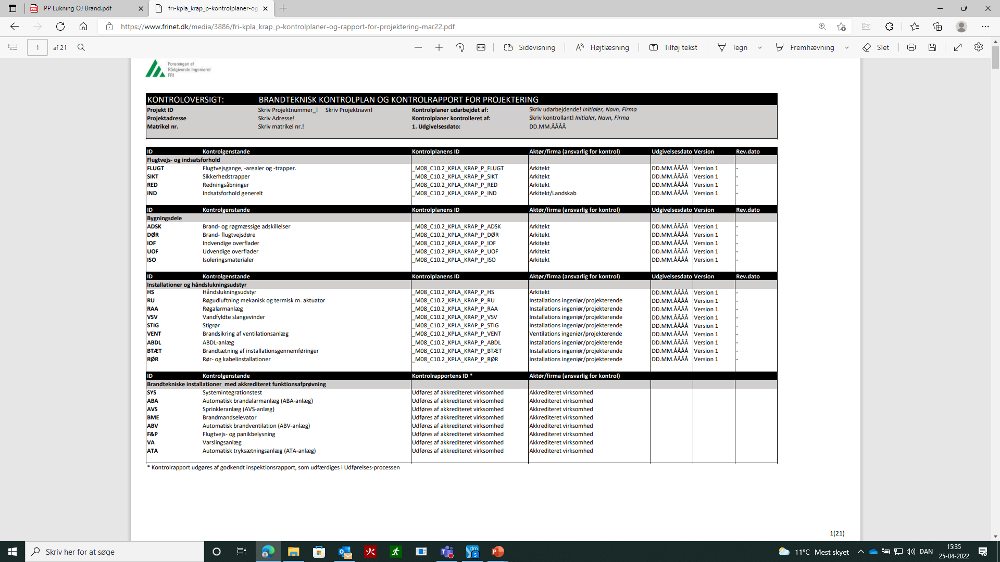 PP Lukning OJ Brand.pdf
fri-kpla_krap_p-kontrolplaner-og
https://www.frinet.dk/media/3886/fri-kpla_krap_p-kontrolplaner-og-rapport-for-projektering-mar22.pdf
1 af 21 Sidevisning Højtlæsning Tilføj tekst Tegn Fremhævning Slet
Foreningen af
Rådgivende Ingeniører
FRI
KONTROLOVERSIGT: BRANDTEKNISK KONTROLPLAN OG KONTROLRAPPORT FOR PROJEKTERING
Projekt ID Skriv Projektnummer_! Skriv Projektnavn! Kontrolplaner udarbejdet af: Skriv udarbejdende! Initialer, Navn, Firma
Projektadresse Skriv Adresse! Kontrolplaner kontrolleret af: Skriv kontrollant! Initialer, Navn, Firma
Matrikel nr. Skriv matrikel nr.! 1. Udgivelsesdato: DD.MM.ÅÅÅÅ
ID Kontrolgenstande Kontrolplanens ID Aktør/firma (ansvarlig for kontrol) Udgivelsesdato Version Rev.dato
Flugtvejs- og indsatsforhold
FLUGT Flugtvejsgange, -arealer og -trapper. _M08_C10.2_KPLA_KRAP_P_FLUGT Arkitekt DD.MM.ÅÅÅÅ Version 1 -
SIKT Sikkerhedstrapper _M08_C10.2_KPLA_KRAP_P_SIKT Arkitekt DD.MM.ÅÅÅÅ Version 1 -
RED Redningsåbninger _M08_C10.2_KPLA_KRAP_P_RED Arkitekt DD.MM.ÅÅÅÅ Version 1 -
IND Indsatsforhold generelt _M08_C10.2_KPLA_KRAP_P_IND Arkitekt/Landskab DD.MM.ÅÅÅÅ Version 1 -
ID Kontrolgenstande Kontrolplanens ID Aktør/firma (ansvarlig for kontrol) Udgivelsesdato Version Rev.dato
Bygningsdele
ADSK Brand- og røgmæssige adskillelser _M08_C10.2_KPLA_KRAP_P_ADSK Arkitekt DD.MM.ÅÅÅÅ Version 1 -
DØR Brand- flugtvejsdøre _M08_C10.2_KPLA_KRAP_P_DØR Arkitekt DD.MM.ÅÅÅÅ Version 1 -
IOF Indvendige overflader _M08_C10.2_KPLA_KRAP_P_IOF Arkitekt DD.MM.ÅÅÅÅ Version 1 -
UOF Udvendige overflader _M08_C10.2_KPLA_KRAP_P_UOF Arkitekt DD.MM.ÅÅÅÅ Version 1 -
ISO Isoleringsmaterialer _M08_C10.2_KPLA_KRAP_P_ISO Arkitekt DD.MM.ÅÅÅÅ Version 1 -
ID Kontrolgenstande Kontrolplanens ID Aktør/firma (ansvarlig for kontrol) Udgivelsesdato Version Rev.dato
Installationer og håndslukningsudstyr
HS Håndslukningsudstyr _M08_C10.2_KPLA_KRAP_P_HS Arkitekt DD.MM.ÅÅÅÅ Version 1 -
RU Røgudluftning mekanisk og termisk m. aktuator _M08_C10.2_KPLA_KRAP_P_RU Installations ingeniør/projekterende DD.MM.ÅÅÅÅ Version 1 -
RAA Røgalarmanlæg _M08_C10.2_KPLA_KRAP_P_RAA Installations ingeniør/projekterende DD.MM.ÅÅÅÅ Version 1 -
VSV Vandfyldte slangevinder _M08_C10.2_KPLA_KRAP_P_VSV Installations ingeniør/projekterende DD.MM.ÅÅÅÅ Version 1 -
STIG Stigrør _M08_C10.2_KPLA_KRAP_P_STIG Installations ingeniør/projekterende DD.MM.ÅÅÅÅ Version 1 -
VENT Brandsikring af ventilationsanlæg _M08_C10.2_KPLA_KRAP_P_VENT Ventilations ingeniør/projekterende DD.MM.ÅÅÅÅ Version 1 -
ABDL ABDL-anlæg _M08_C10.2_KPLA_KRAP_P_ABDL Installations ingeniør/projekterende DD.MM.ÅÅÅÅ Version 1 -
BTÆT Brandtætning af installationsgennemføringer _M08_C10.2_KPLA_KRAP_P_BTÆT Installations ingeniør/projekterende DD.MM.ÅÅÅÅ Version 1 -
RØR Rør- og kabelinstallationer _M08_C10.2_KPLA_KRAP_P_RØR Installations ingeniør/projekterende DD.MM.ÅÅÅÅ Version 1 -
ID Kontrolgenstande Kontrolrapportens ID * Aktør/firma (ansvarlig for kontrol)
Brandtekniske installationer med akkrediteret funktionsafprøvning
SYS Systemintegrationstest Udføres af akkrediteret virksomhed Akkrediteret virksomhed
ABA Automatisk brandalarmanlæg (ABA-anlæg) Udføres af akkrediteret virksomhed Akkrediteret virksomhed
AVS Sprinkleranlæg (AVS-anlæg) Udføres af akkrediteret virksomhed Akkrediteret virksomhed
BME Brandmandselevator Udføres af akkrediteret virksomhed Akkrediteret virksomhed
ABV Automatisk brandventilation (ABV-anlæg) Udføres af akkrediteret virksomhed Akkrediteret virksomhed
F&P Flugtvejs- og panikbelysning Udføres af akkrediteret virksomhed Akkrediteret virksomhed
VA Varslingsanlæg Udføres af akkrediteret virksomhed Akkrediteret virksomhed
ATA Automatisk tryksætningsanlæg (ATA-anlæg) Udføres af akkrediteret virksomhed Akkrediteret virksomhed
* Kontrolrapport udgøres af godkendt inspektionsrapport, som udfærdiges i Udførelses-processen
1(21)
Skriv her for at søge
11°C Mest skyet DAN
15:35
25-04-2022